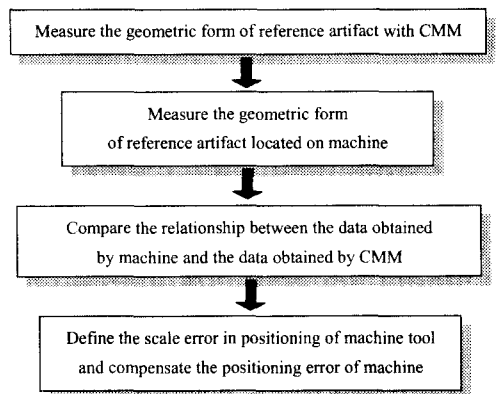 Measure the geometric form of reference artifact with CMM
Measure the geometric form
of reference artifact located on machine
Compare the relationship between the data obtained
by machine and the data obtained by CMM
Define the scale error in positioning of machine tool
and compensate the positioning error of machine